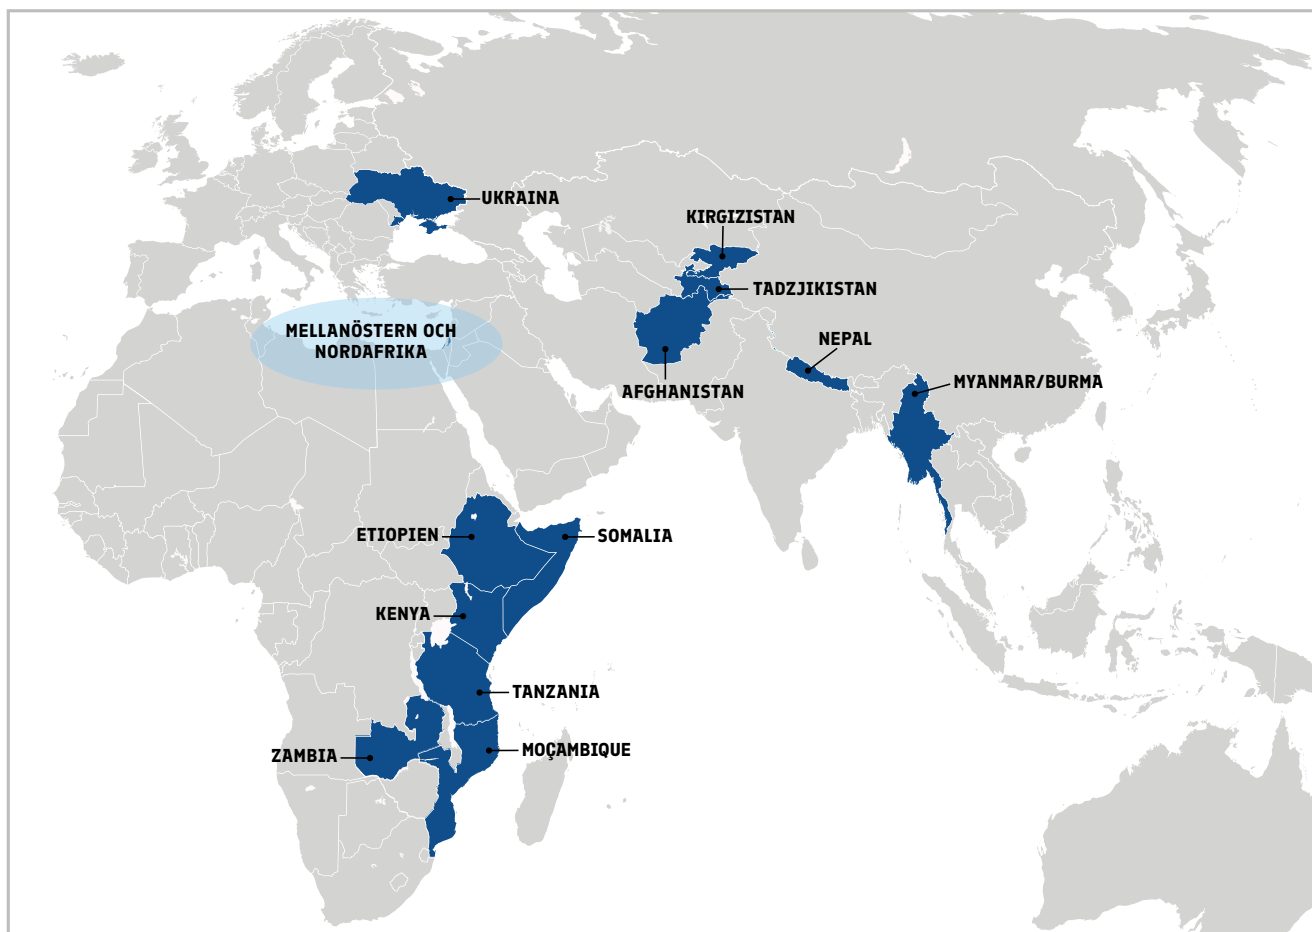 UKRAINA
KIRGIZISTAN
TADZJIKISTAN
MELLANÖSTERN OCH
NORDAFRIKA
NEPAL
AFGHANISTAN
MYANMAR/BURMA
ETIOPIEN
SOMALIA
KENYA
TANZANIA
ZAMBIA
MOÇAMBIQUE